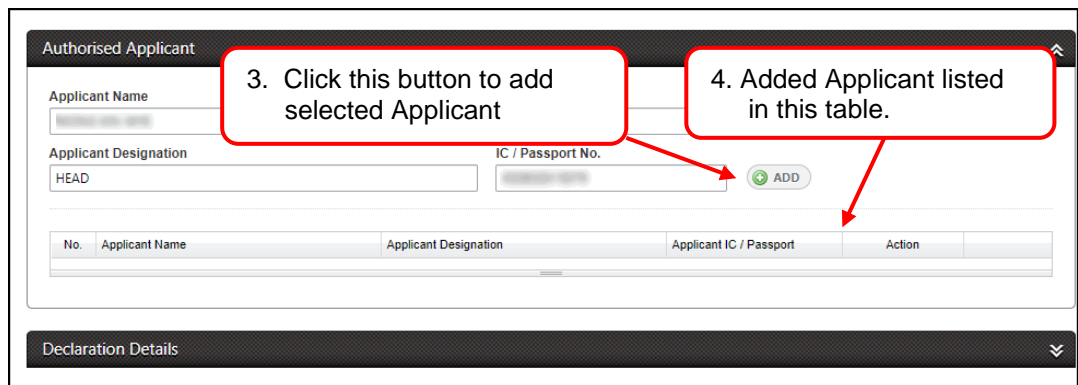 Authorised Applicant
3. Click this button to add
selected Applicant
4. Added Applicant listed
in this table.
Applicant Name
Applicant Designation
IC / Passport No.
HEAD
ADD
No. Applicant Name Applicant Designation Applicant IC / Passport Action
Declaration Details